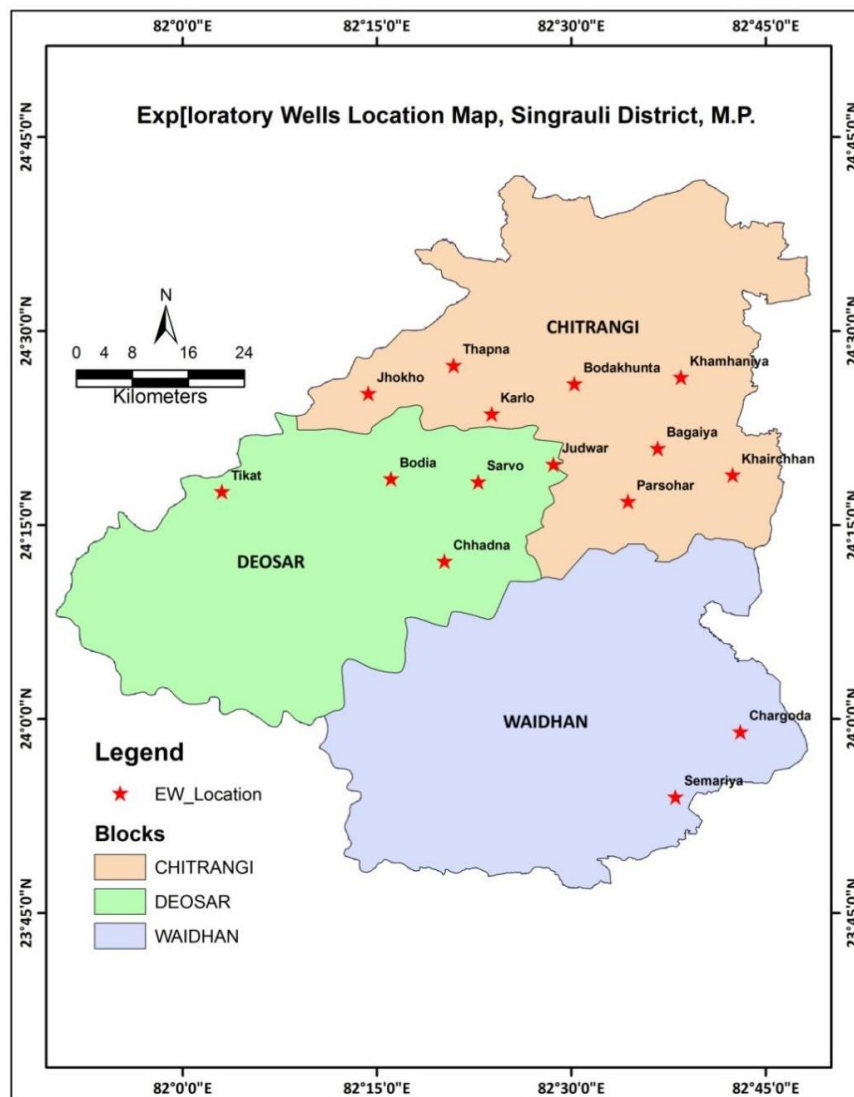 82°0'0"E 82°15'0"E 82°30'0"E 82°45'0"E
Exp[loratory Wells Location Map, Singrauli District, M.P.
24°45'0"N 24°45'0"N
N
24°30'0"N 24°30'0"N
CHITRANGI
0 4 8 16 24
Kilometers
Thapna
Jhokho
Bodakhunta
Khamhaniya
Karlo
Bagaiya
Judwar
Khairchhan
Tikat
Bodia
Sarvo
Parsohar
24°15'0"N 24°15'0"N
Chhadna
DEOSAR
24°0'0"N 24°0'0"N
WAIDHAN
Chargoda
Semariya
Legend
EW_Location
Blocks
CHITRANGI
DEOSAR
WAIDHAN
23°45'0"N 23°45'0"N
82°0'0"E 82°15'0"E 82°30'0"E 82°45'0"E